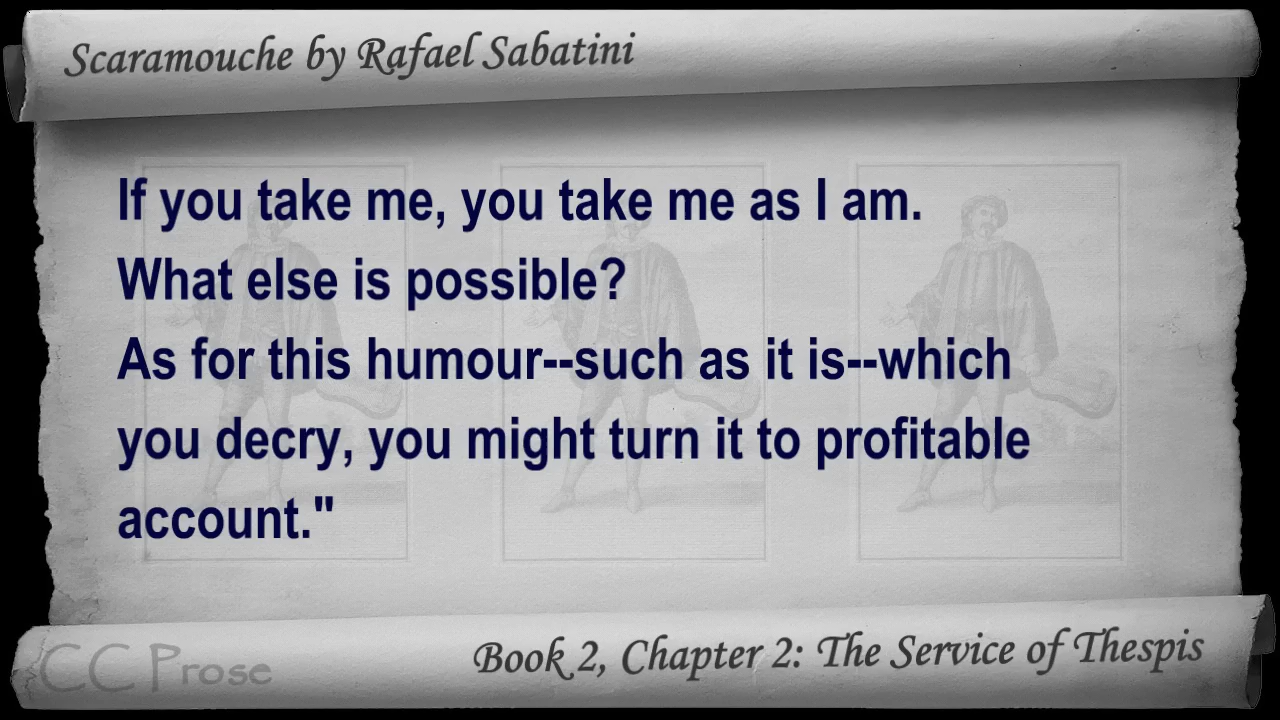 Scaramouche by Rafael Sabatini
If you take me, you take me as I am.
What else is possible?
As for this humour--such as it is--which
you decry, you might turn it to profitable
account."
CC Prose
Book 2, Chapter 2: The Service of Thespis